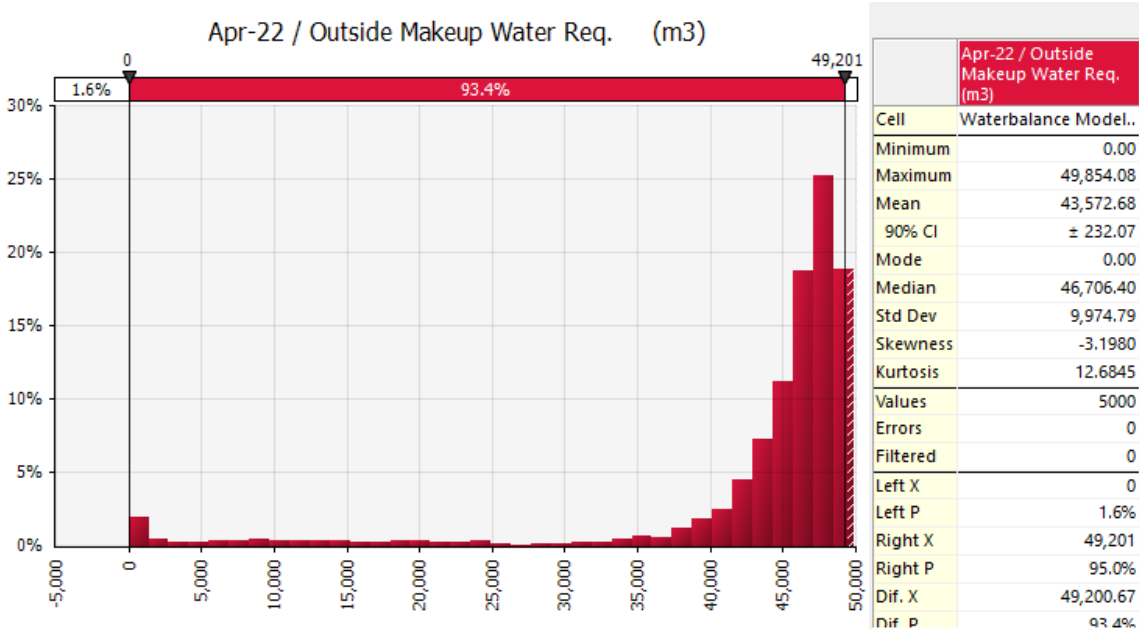 Apr-22 / Outside Makeup Water Req. (m3)
0 49,201
1.6% 93.4%
30%
25%
20%
15%
10%
5%
0%
-5,000 0 5,000 10,000 15,000 20,000 25,000 30,000 35,000 40,000 45,000 50,000
Apr-22 / Outside
Makeup Water Req.
(m3)
Cell Waterbalance Model..
Minimum 0.00
Maximum 49,854.08
Mean 43,572.68
90% CI ± 232.07
Mode 0.00
Median 46,706.40
Std Dev 9,974.79
Skewness -3.1980
Kurtosis 12.6845
Values 5000
Errors 0
Filtered 0
Left X 0
Left P 1.6%
Right X 49,201
Right P 95.0%
Dif. X 49,200.67
Dif. P 93.4%